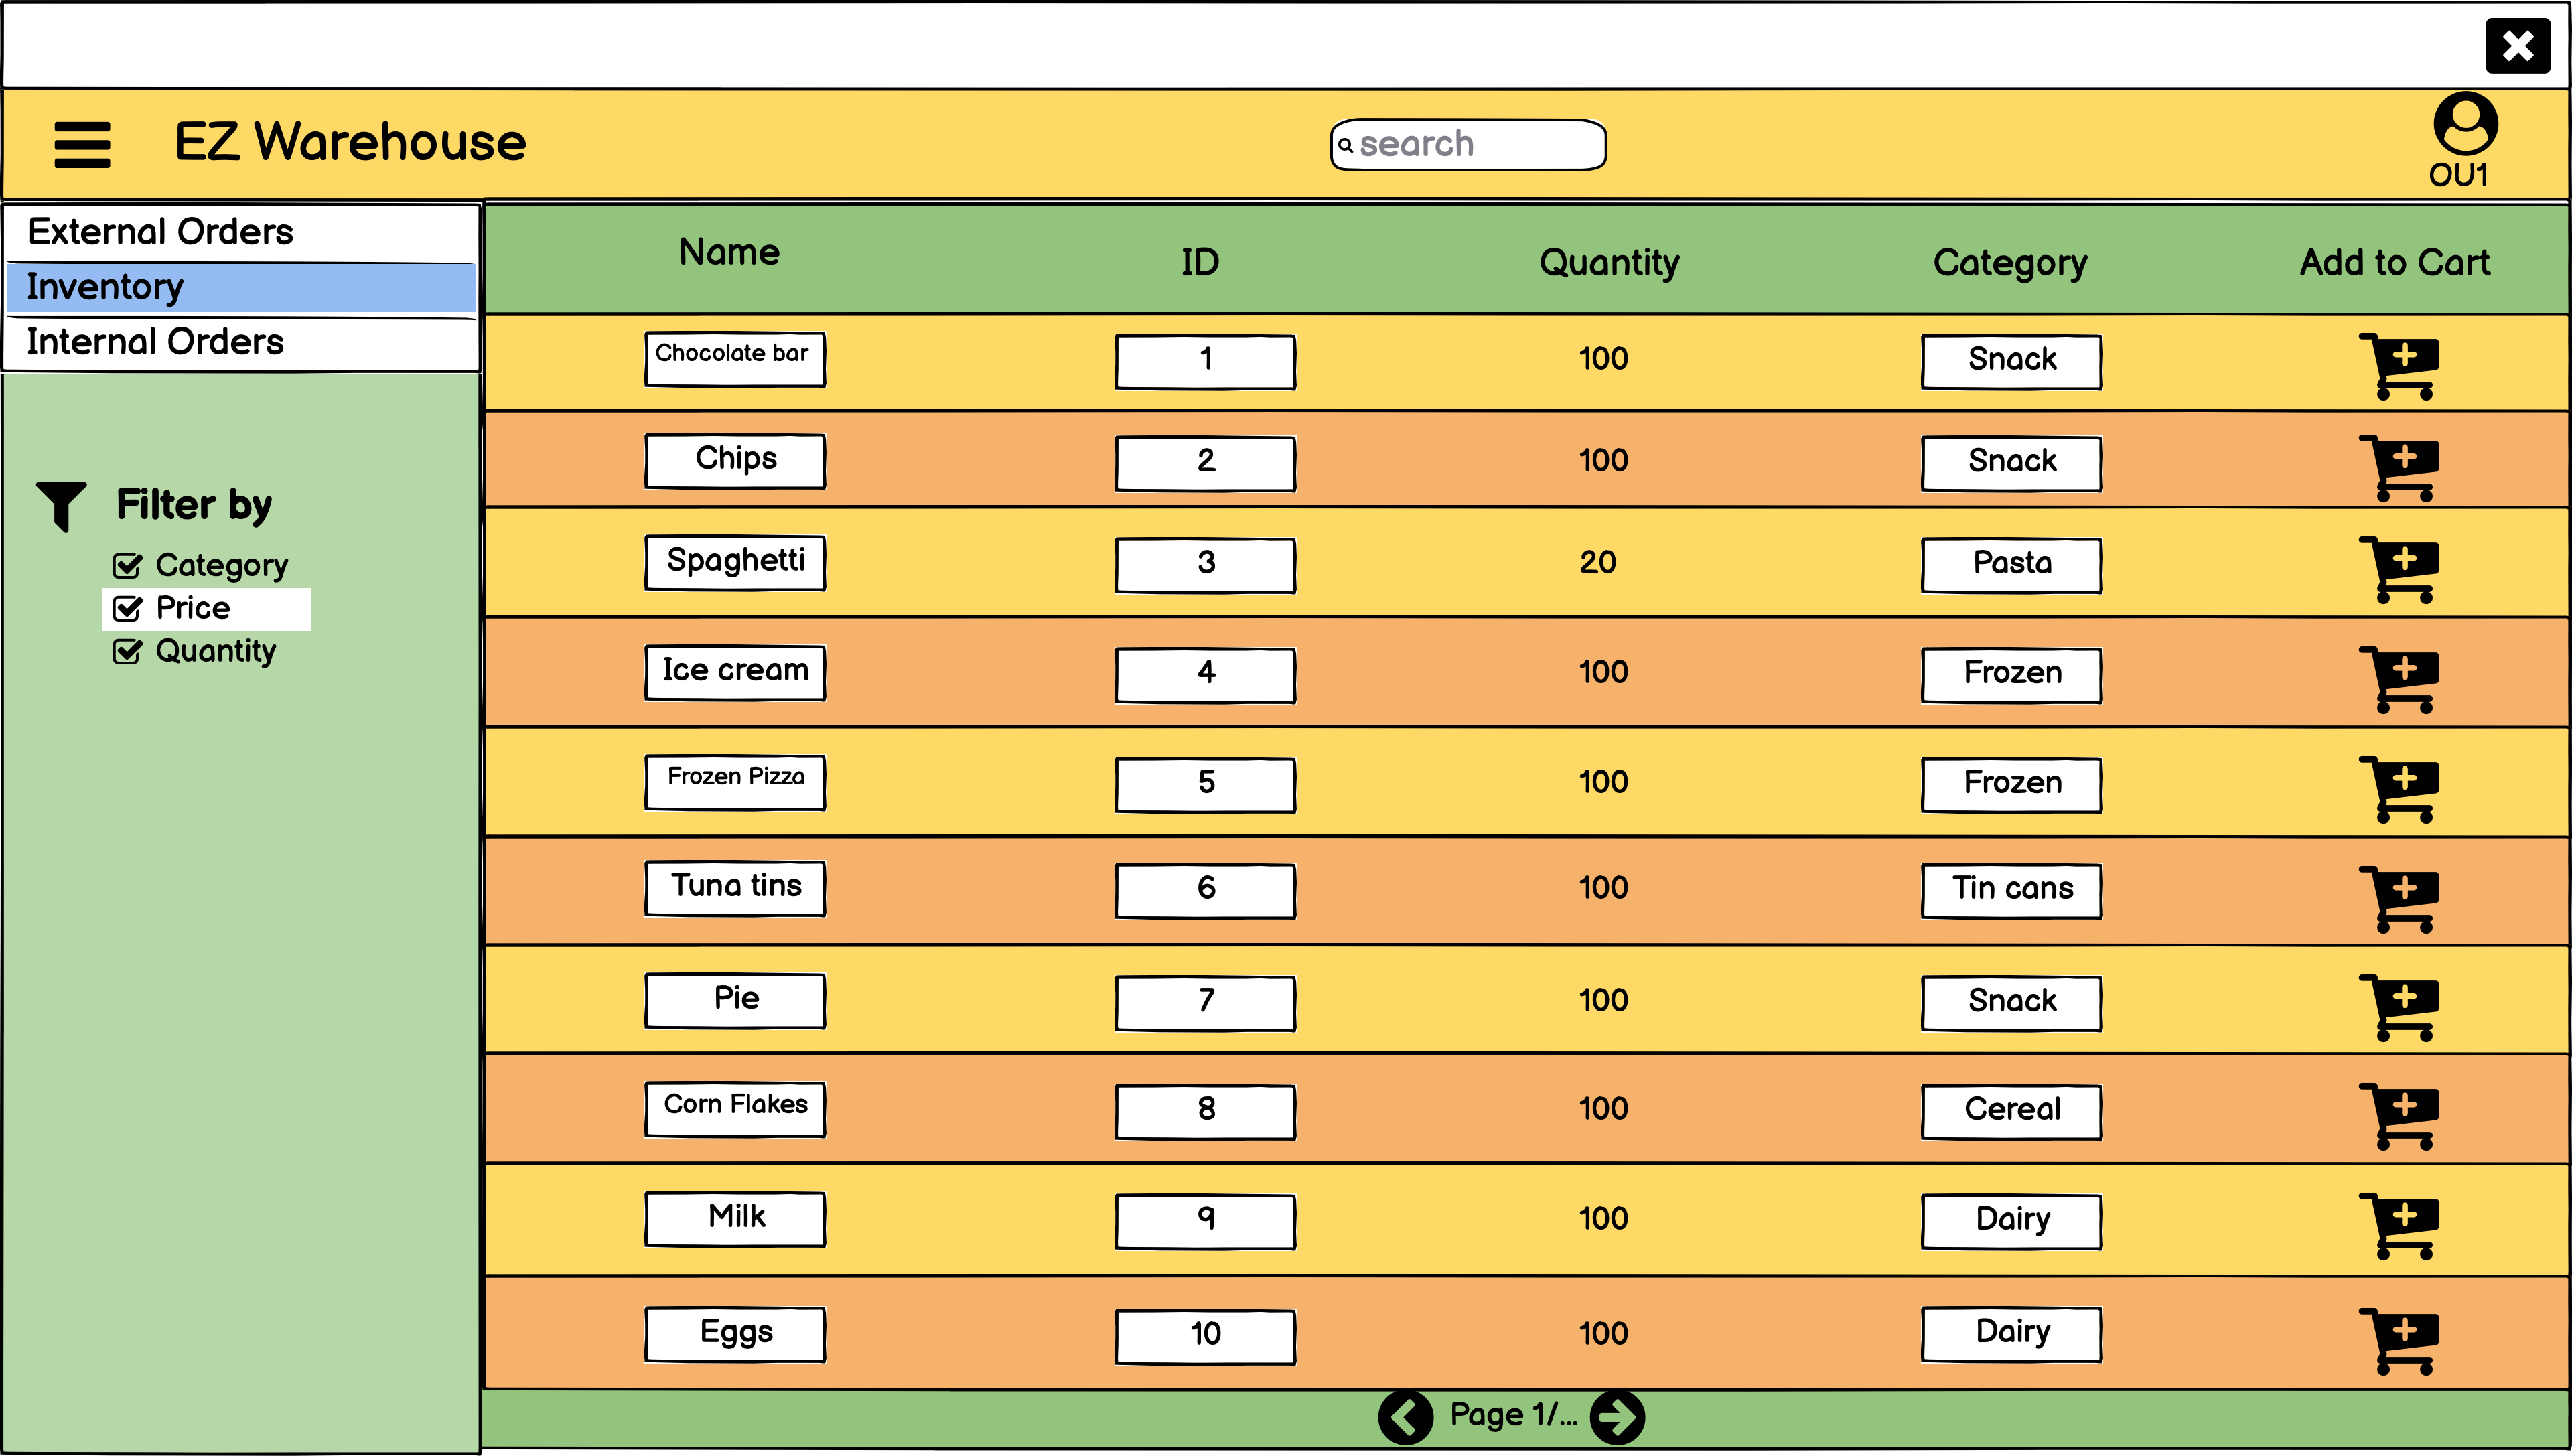 EZ Warehouse
search
OU1
External Orders
Inventory
Internal Orders
Filter by
Category
Price
Quantity
Name ID Quantity Category Add to Cart
Chocolate bar 1 100 Snack
Chips 2 100 Snack
Spaghetti 3 20 Pasta
Ice cream 4 100 Frozen
Frozen Pizza 5 100 Frozen
Tuna tins 6 100 Tin cans
Pie 7 100 Snack
Corn Flakes 8 100 Cereal
Milk 9 100 Dairy
Eggs 10 100 Dairy
Page 1/...